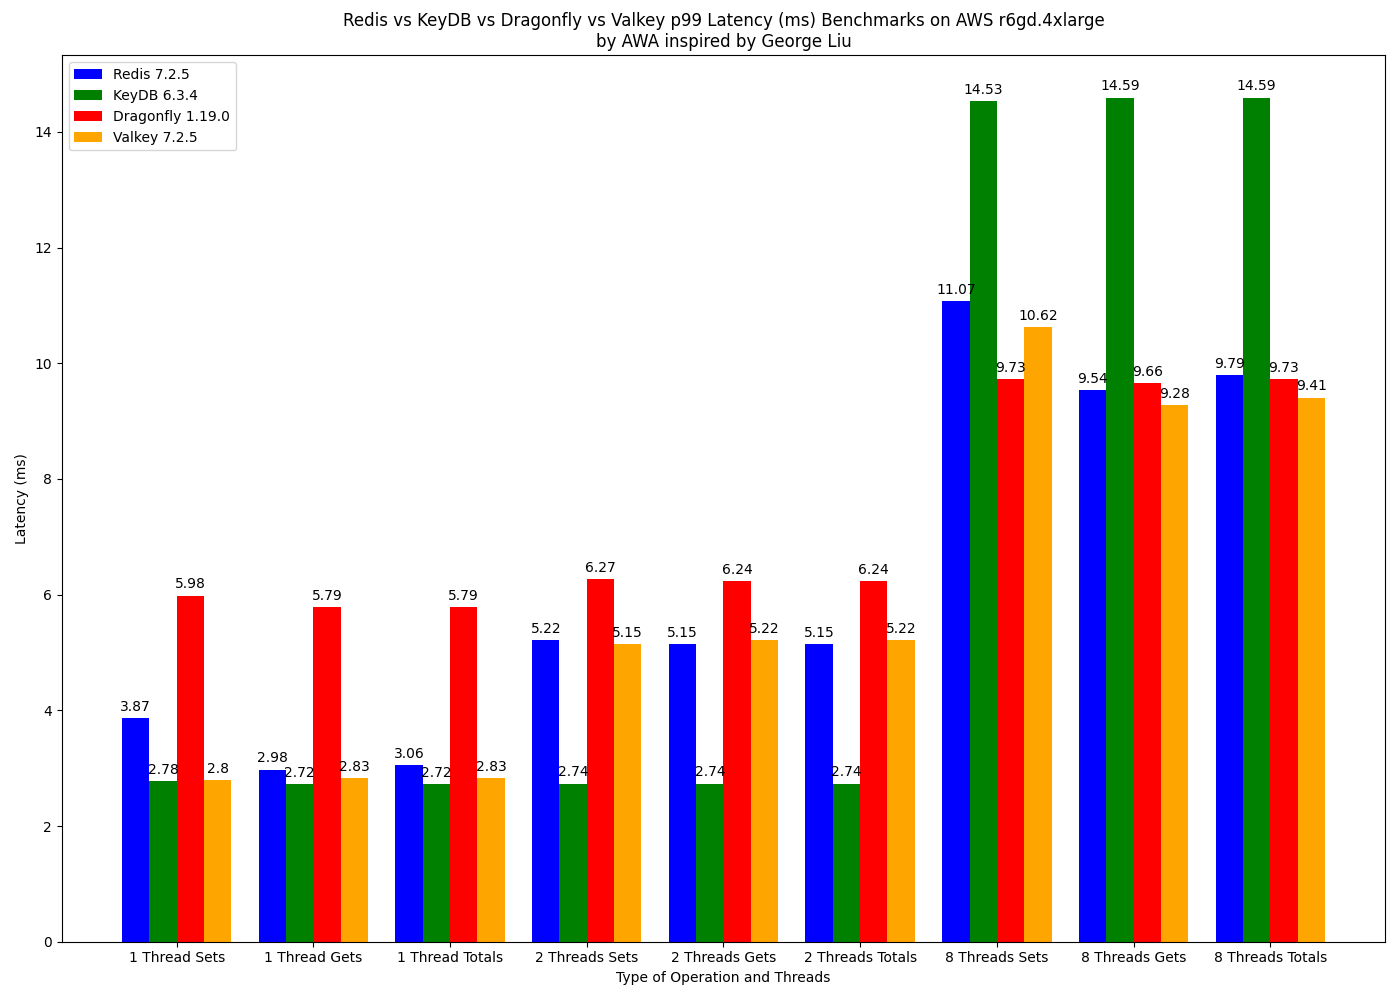 Redis vs KeyDB vs Dragonfly vs Valkey p99 Latency (ms) Benchmarks on AWS r6gd.4xlarge
by AWA inspired by George Liu
Redis 7.2.5
KeyDB 6.3.4
Dragonfly 1.19.0
Valkey 7.2.5
Latency (ms)
14
12
10
8
6
4
2
0
3.87
2.78
5.98
2.8
2.98
2.72
5.79
2.83
3.06
2.72
5.79
2.83
5.22
2.74
6.27
5.15
5.15
2.74
6.24
5.22
5.15
2.74
6.24
5.22
11.07
14.53
9.73
10.62
9.54
14.59
9.66
9.28
9.79
14.59
9.73
9.41
1 Thread Sets
1 Thread Gets
1 Thread Totals
2 Threads Sets
2 Threads Gets
2 Threads Totals
8 Threads Sets
8 Threads Gets
8 Threads Totals
Type of Operation and Threads